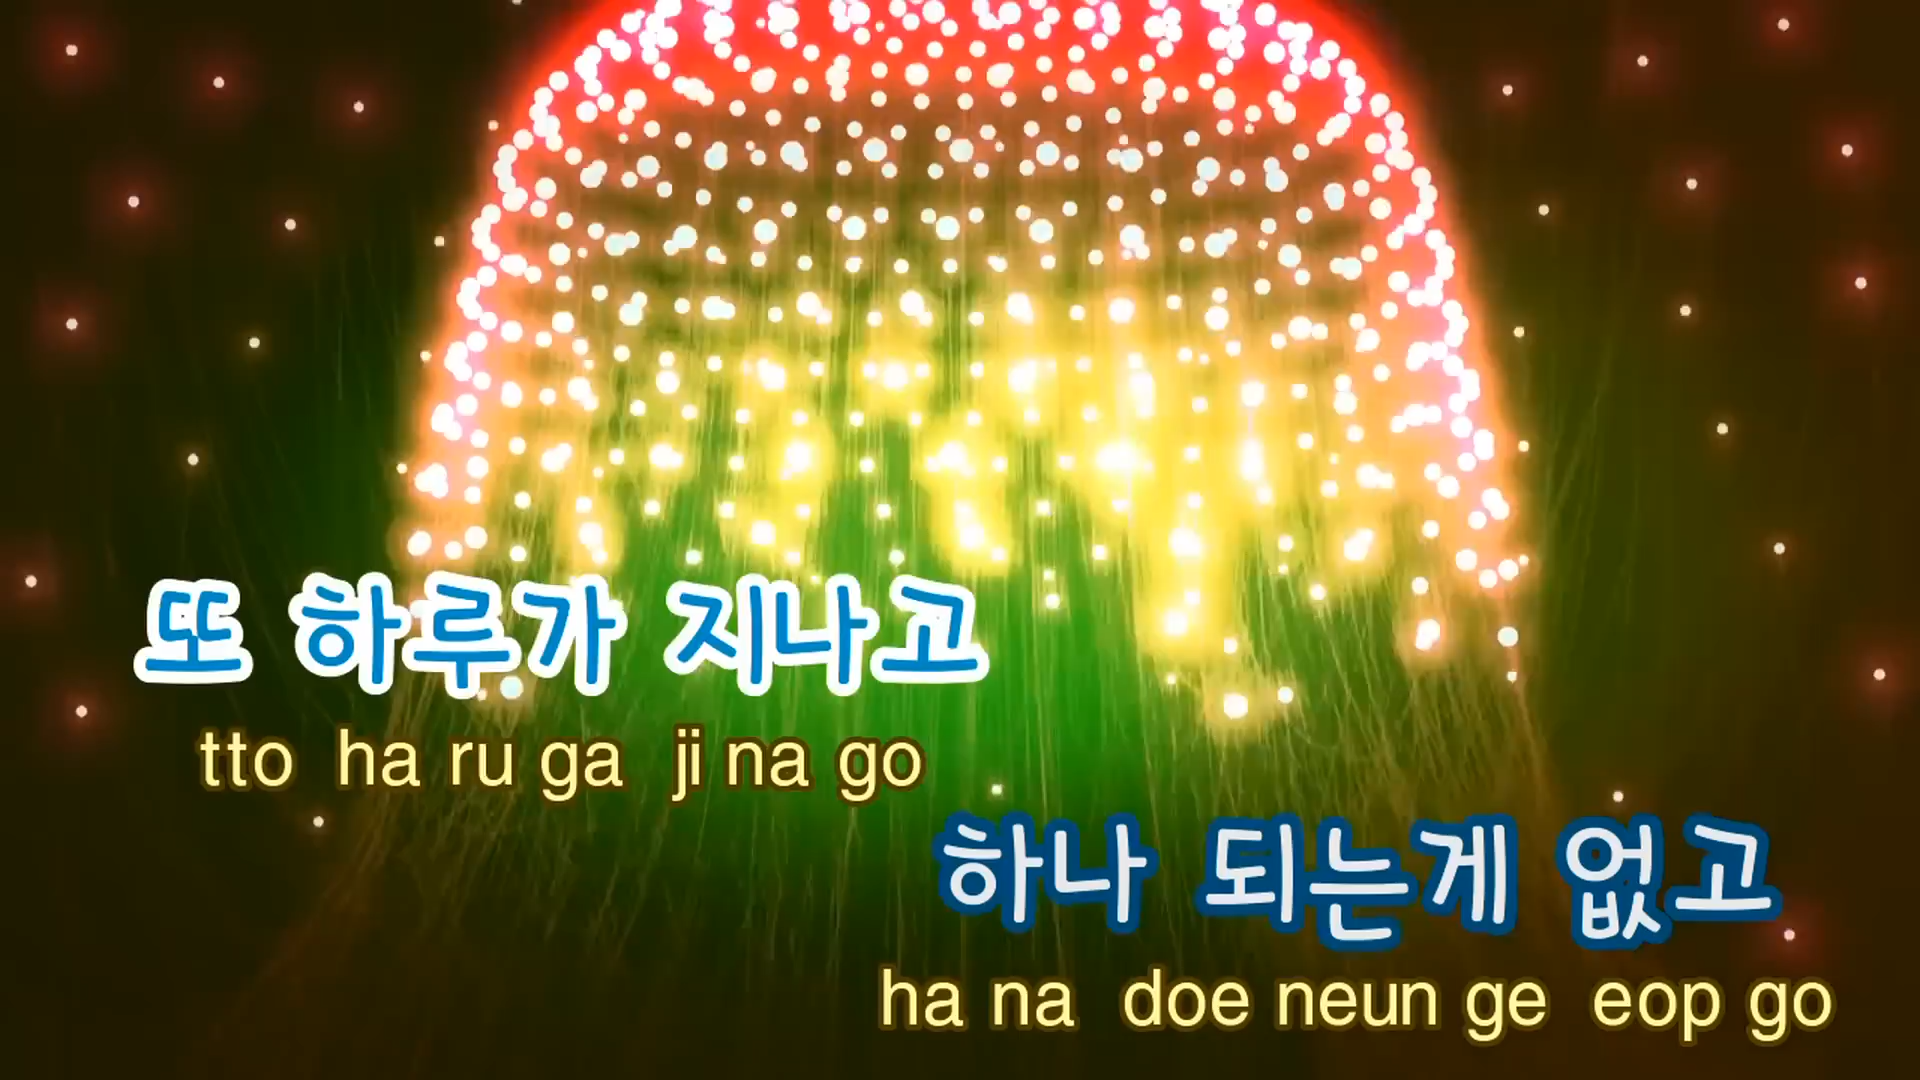 또 하루가 지나고
tto ha ru ga ji na go
하나 되는게 없고
ha na doe neun ge eop go